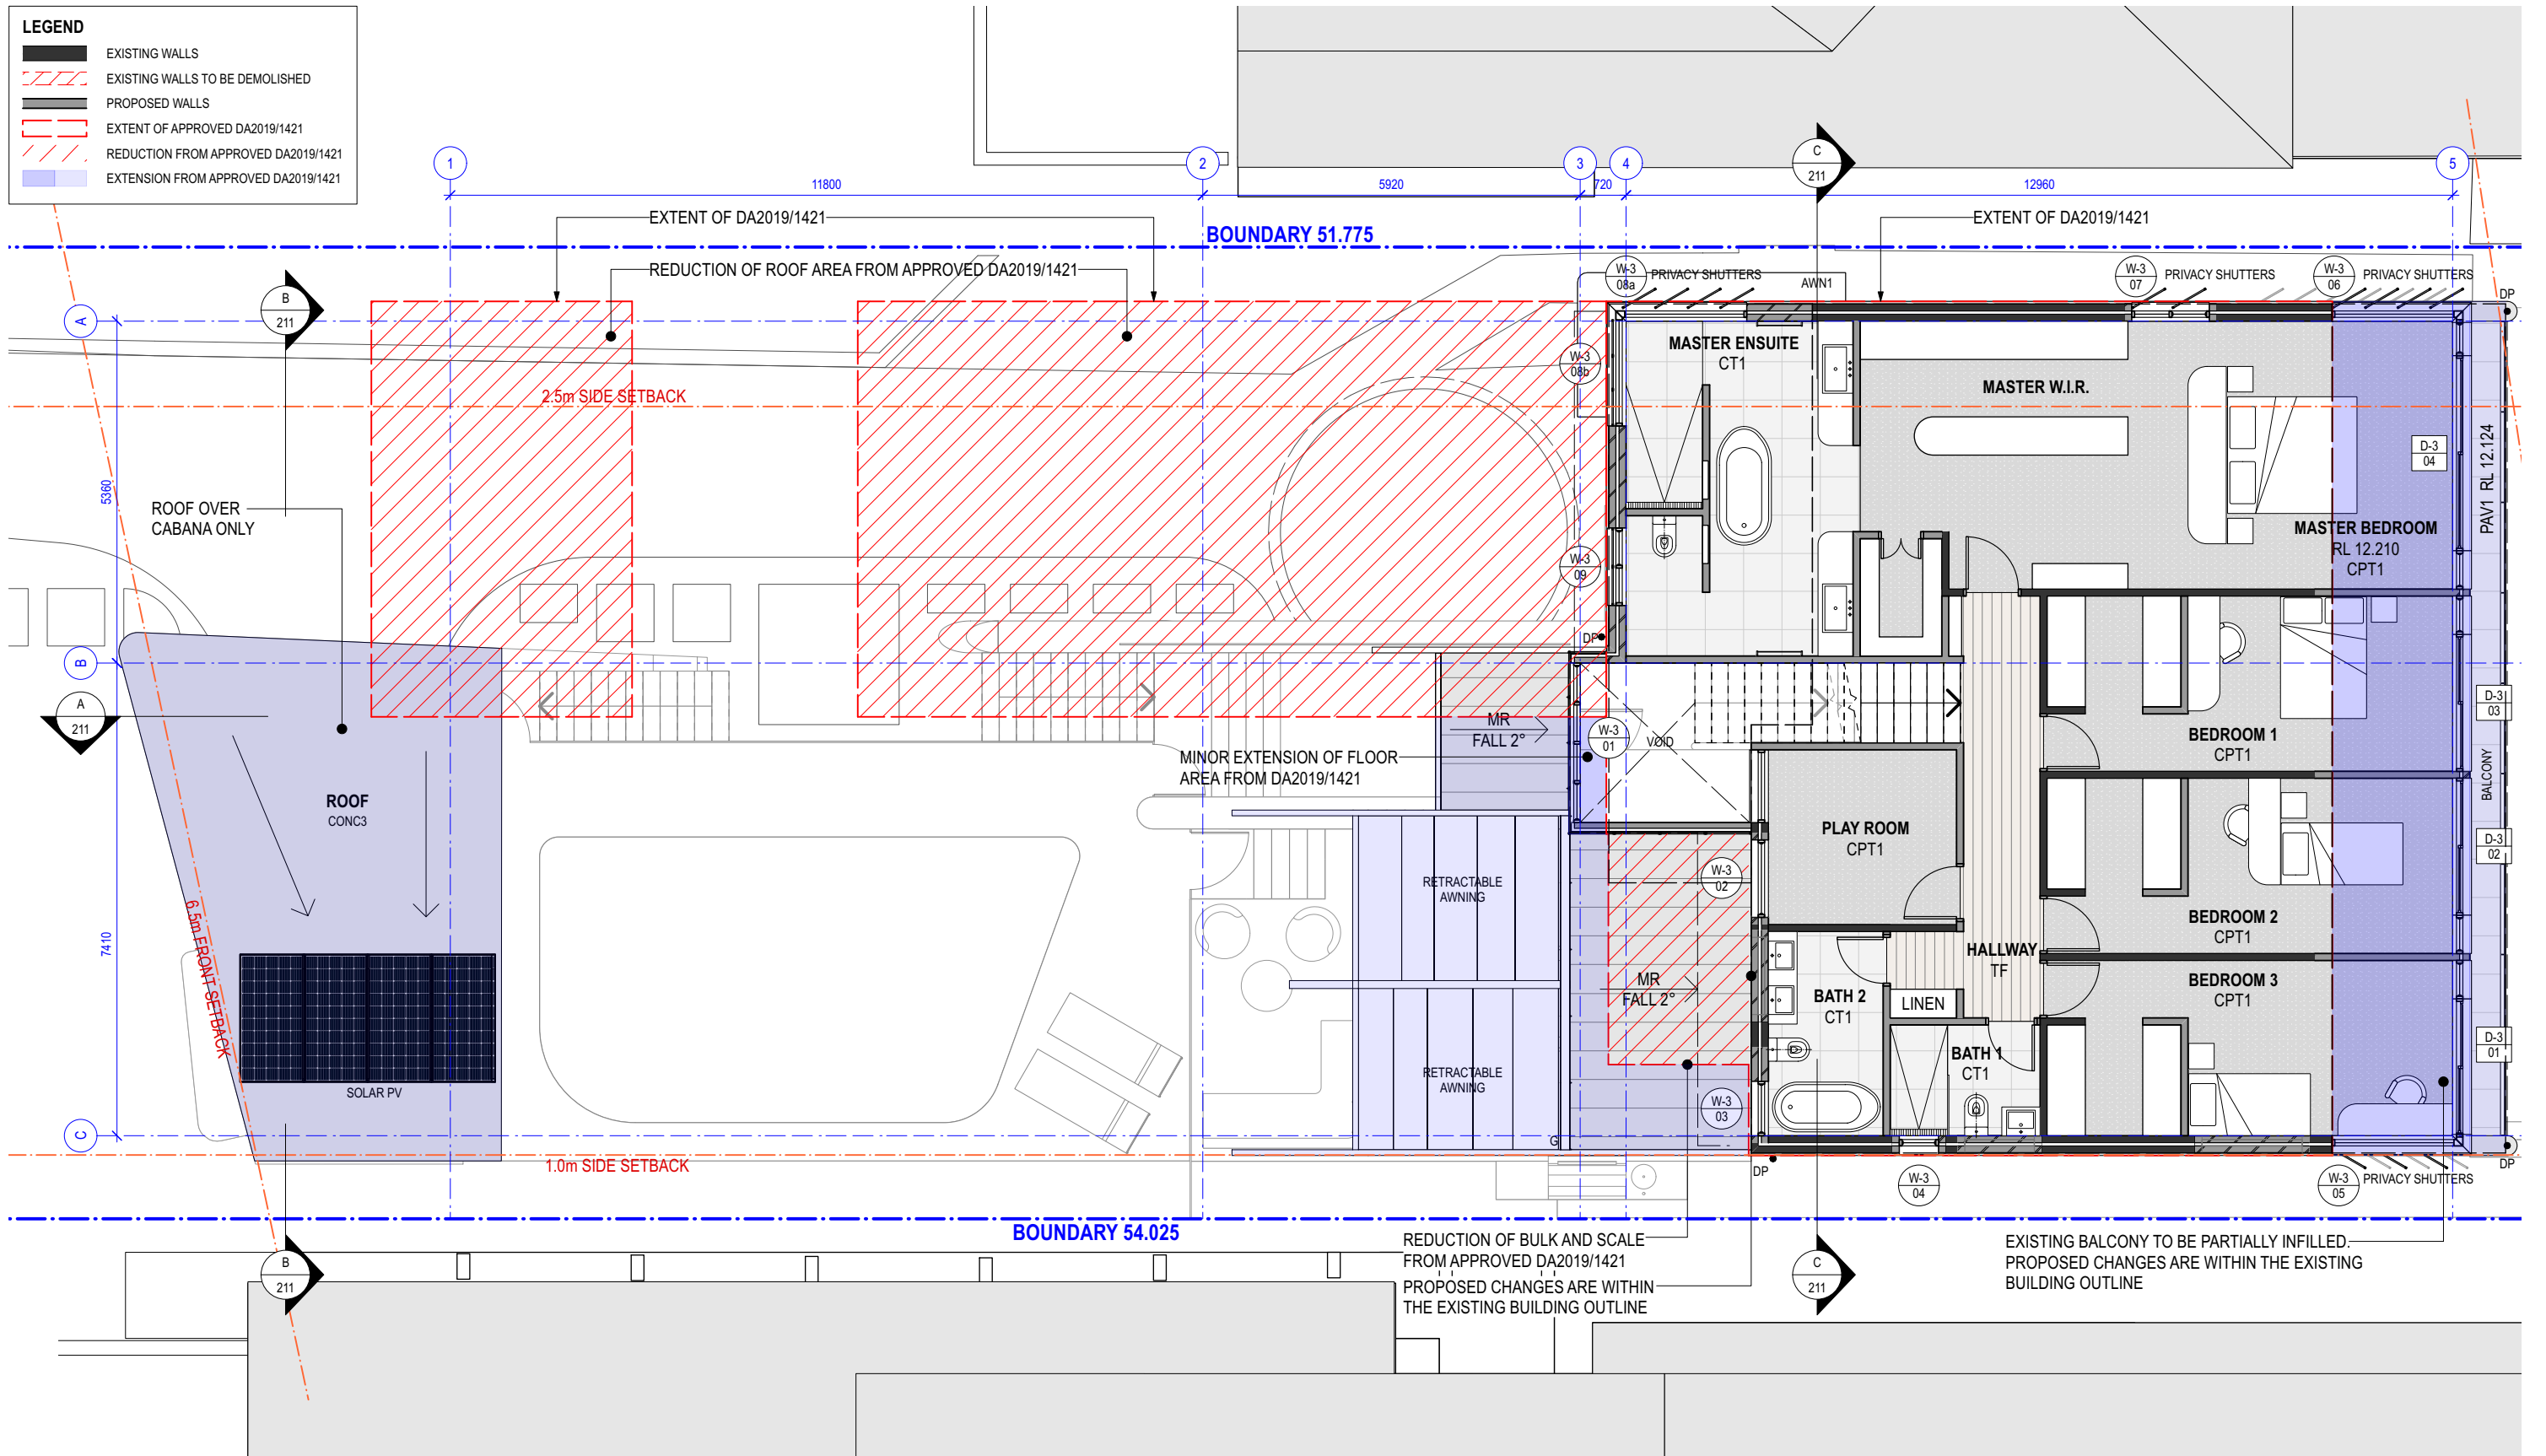 LEGEND
EXISTING WALLS
EXISTING WALLS TO BE DEMOLISHED
PROPOSED WALLS
EXTENT OF APPROVED DA2019/1421
REDUCTION FROM APPROVED DA2019/1421
EXTENSION FROM APPROVED DA2019/1421
1
2
3
4
C
211
5
11800
5920
720
12960
EXTENT OF DA2019/1421
EXTENT OF DA2019/1421
BOUNDARY 51.775
REDUCTION OF ROOF AREA FROM APPROVED DA2019/1421
B
211
A
W-3
08a
PRIVACY SHUTTERS
AWN1
W-3
07
PRIVACY SHUTTERS
W-3
06
PRIVACY SHUTTERS
DP
MASTER ENSUITE
CT1
W-3
08b
MASTER W.I.R.
2.5m SIDE SETBACK
D-3
04
PAV1 RL 12.124
5360
ROOF OVER
CABANA ONLY
MASTER BEDROOM
RL 12.210
CPT1
W-3
09
DP
B
A
211
MR
FALL 2°
W-3
01
VOID
D-3
03
BEDROOM 1
CPT1
MINOR EXTENSION OF FLOOR
AREA FROM DA2019/1421
BALCONY
ROOF
CONC3
PLAY ROOM
CPT1
D-3
02
RETRACTABLE
AWNING
W-3
02
BEDROOM 2
CPT1
7410
6.5m FRONT SETBACK
HALLWAY
TF
MR
FALL 2°
BATH 2
CT1
LINEN
BEDROOM 3
CPT1
BATH 1
CT1
D-3
01
RETRACTABLE
AWNING
SOLAR PV
W-3
03
C
G
1.0m SIDE SETBACK
DP
W-3
04
W-3
05
PRIVACY SHUTTERS
DP
BOUNDARY 54.025
REDUCTION OF BULK AND SCALE
FROM APPROVED DA2019/1421
PROPOSED CHANGES ARE WITHIN
THE EXISTING BUILDING OUTLINE
EXISTING BALCONY TO BE PARTIALLY INFILLED.
PROPOSED CHANGES ARE WITHIN THE EXISTING
BUILDING OUTLINE
B
211
C
211